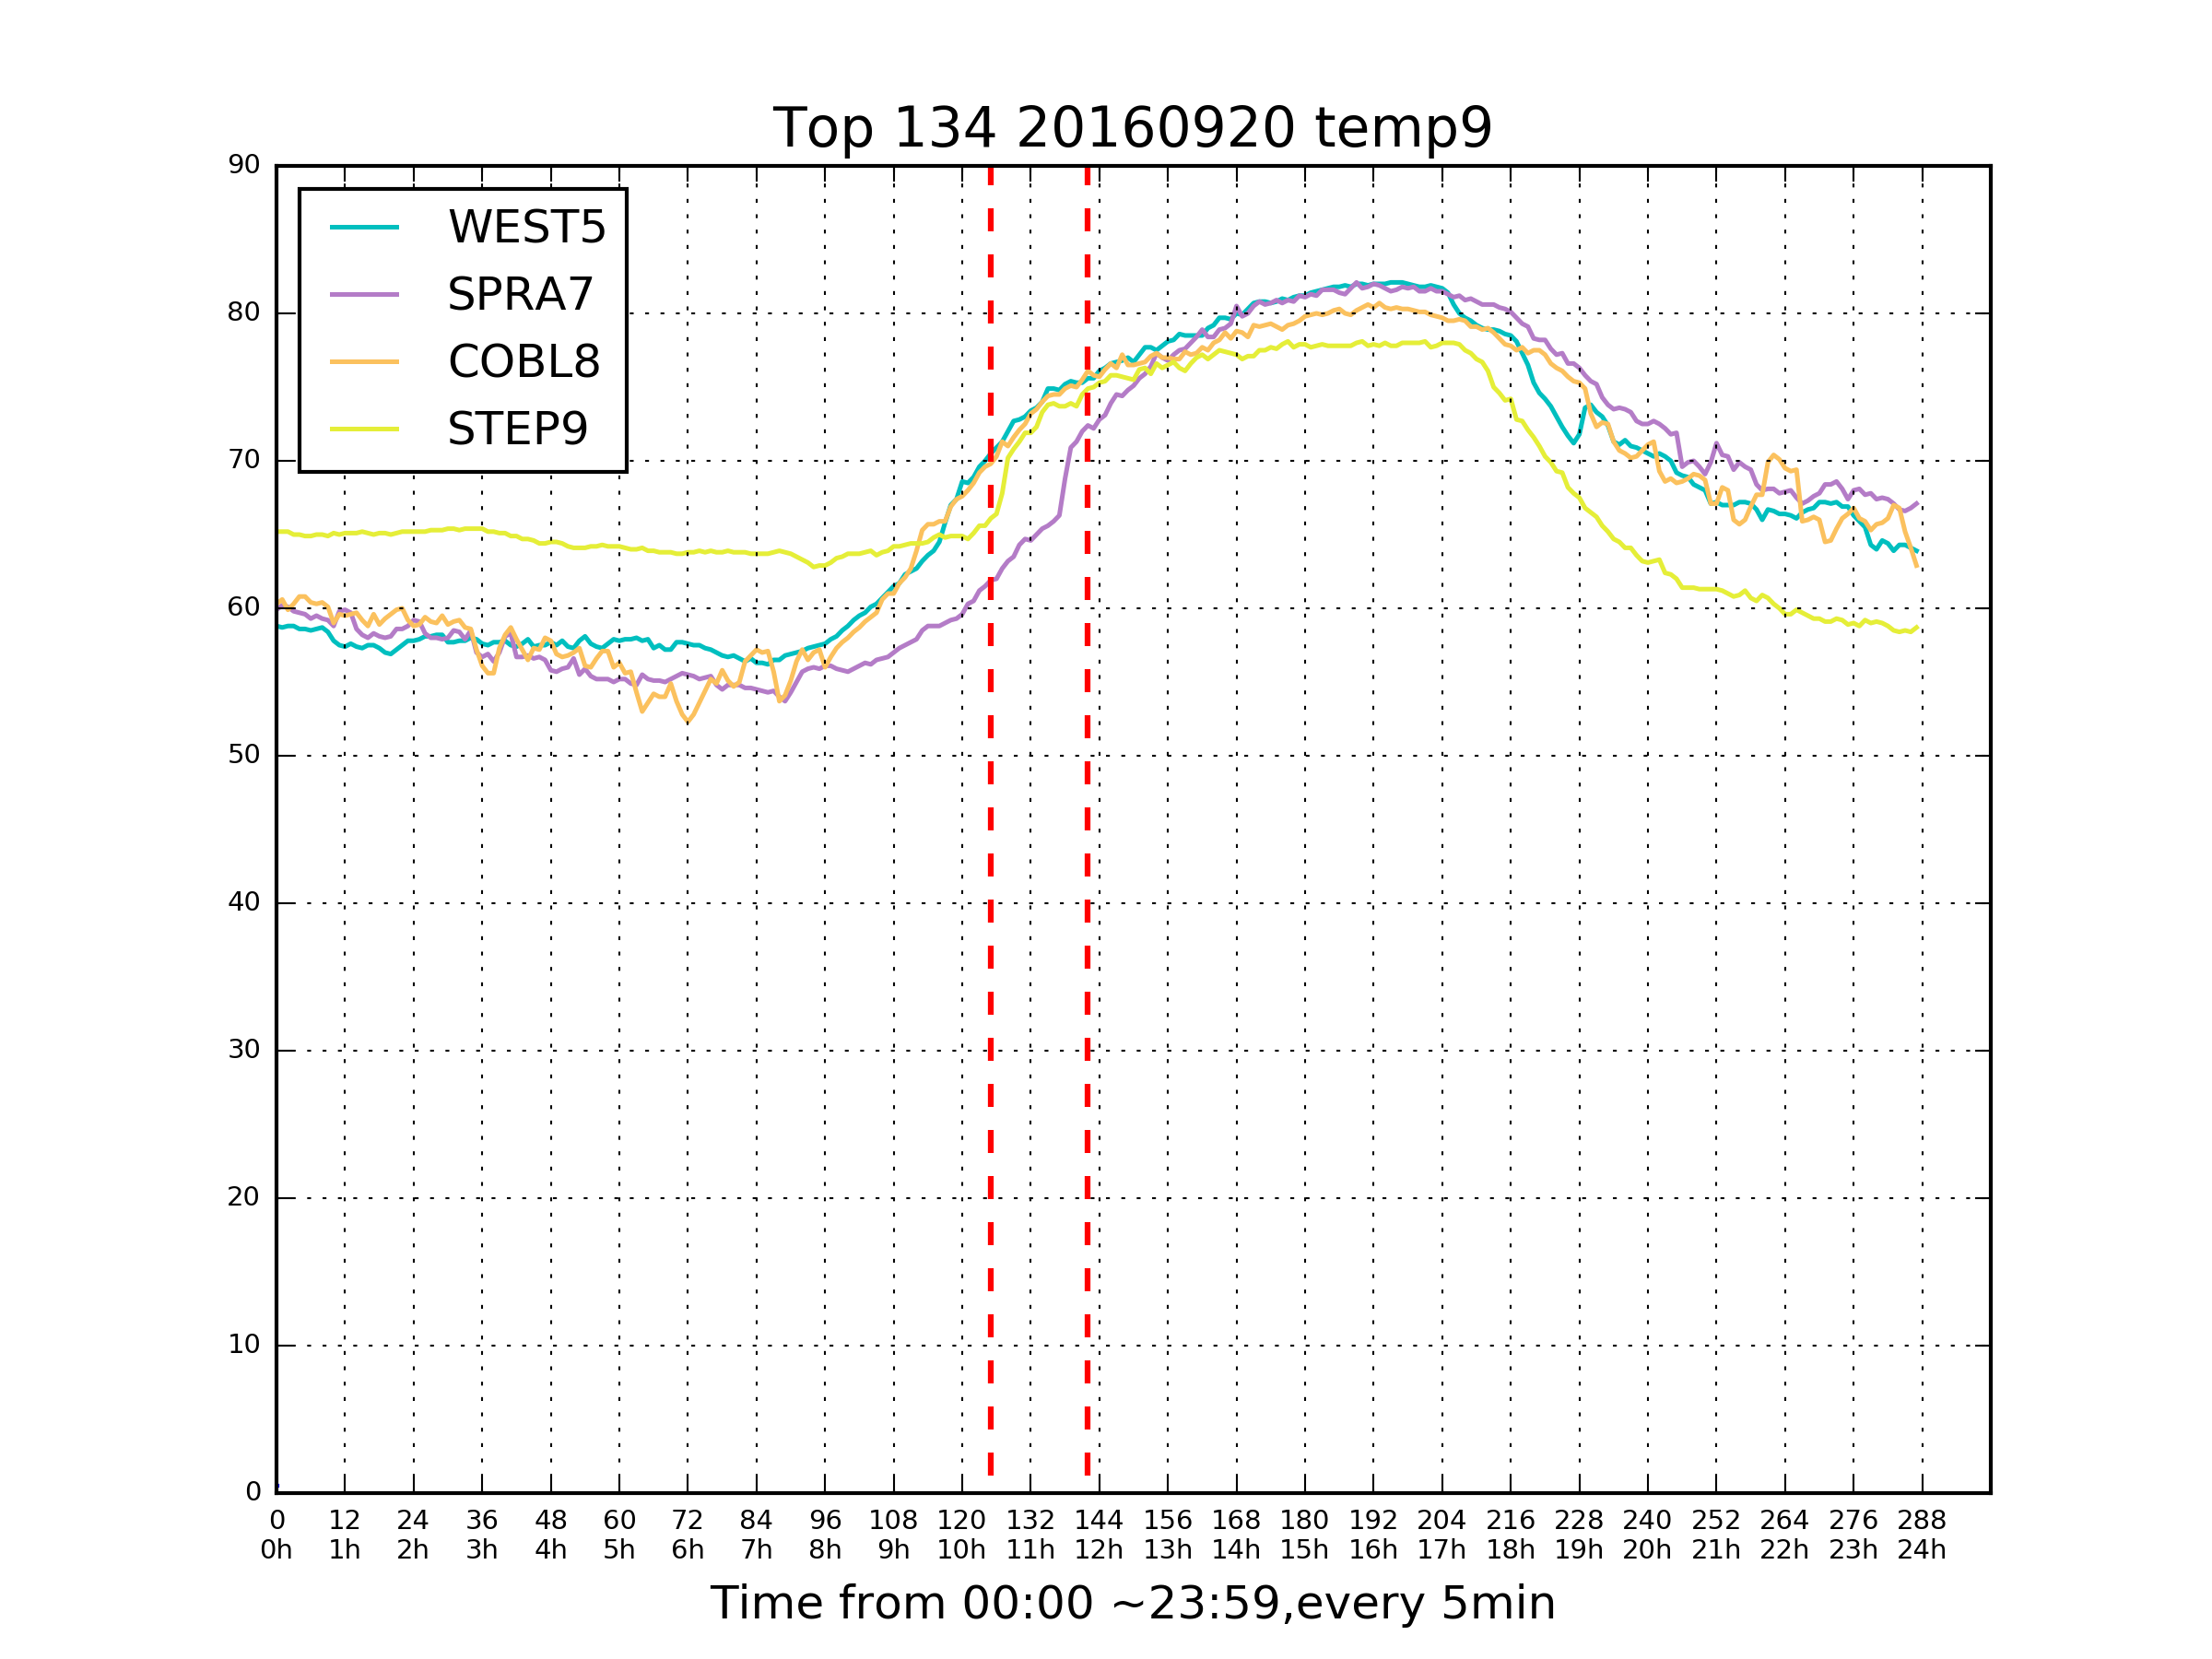 Top 134 20160920 temp9
90
80
70
60
50
40
30
20
10
0
WEST5
SPRA7
COBL8
STEP9
0 12 24 36 48 60 72 84 96 108 120 132 144 156 168 180 192 204 216 228 240 252 264 276 288
0h 1h 2h 3h 4h 5h 6h 7h 8h 9h 10h 11h 12h 13h 14h 15h 16h 17h 18h 19h 20h 21h 22h 23h 24h
Time from 00:00 ~23:59,every 5min